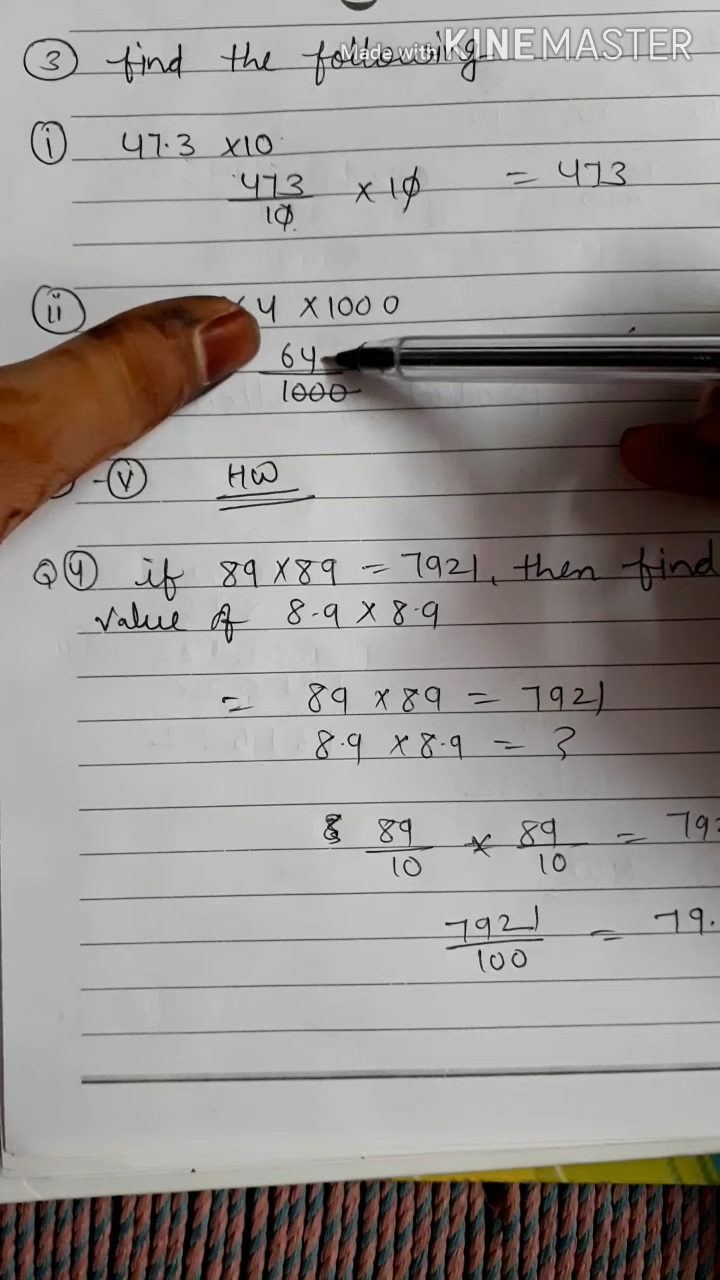 ③ find the following
Made with KINEMASTER
ⓘ 47.3 ×10
473/10 × 10 = 473
ⓘⓘ 4 × 1000
64/1000
- ⓥ HW
Q④ if 89 × 89 = 7921, then find
value of 8.9 × 8.9
= 89 × 89 = 7921
8.9 × 8.9 = ?
89/10 × 89/10 = 79
7921/100 = 79.